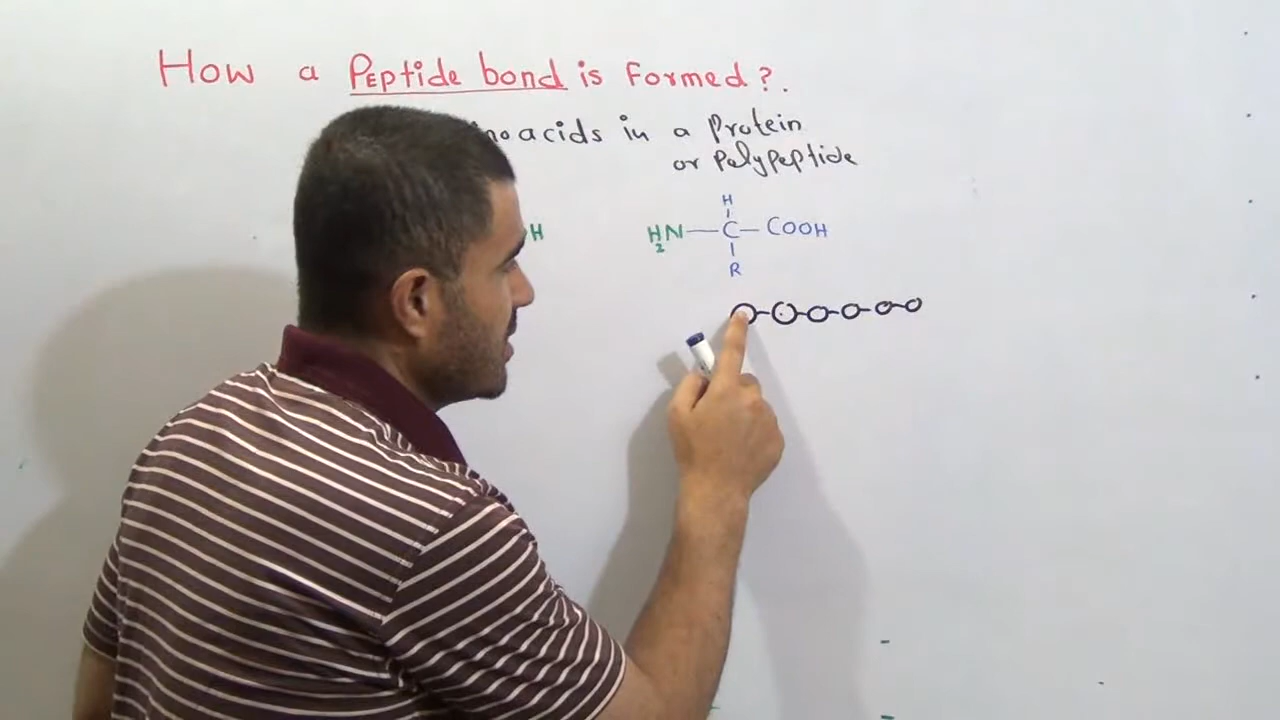 How a Peptide bond is formed?.
acids in a Protein
or Polypeptide
H
H H₂N — C — COOH
R